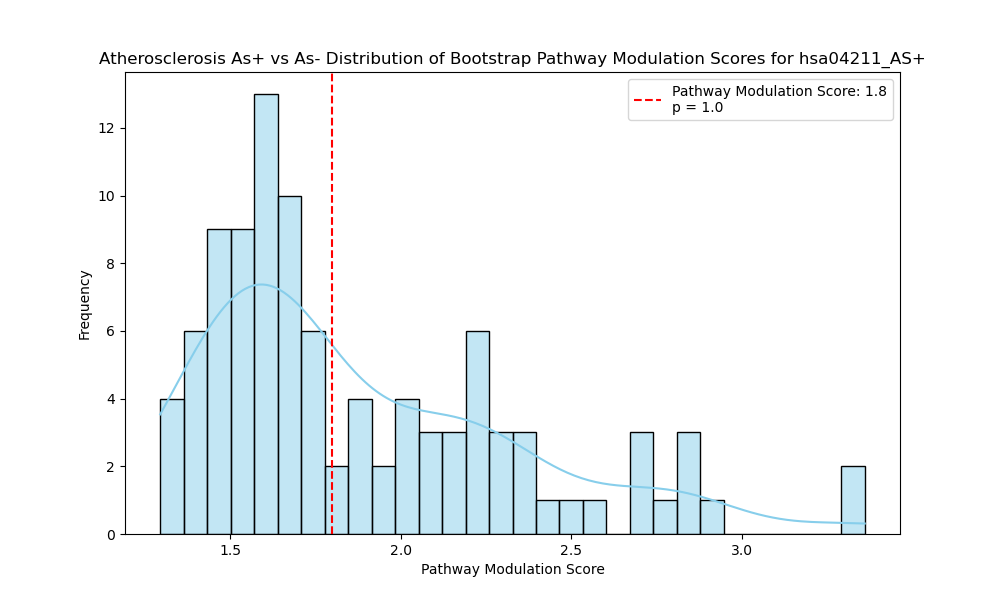 Atherosclerosis As+ vs As- Distribution of Bootstrap Pathway Modulation Scores for hsa04211_AS+
Pathway Modulation Score: 1.8
p = 1.0
Frequency
12
10
8
6
4
2
0
1.5
2.0
2.5
3.0
Pathway Modulation Score